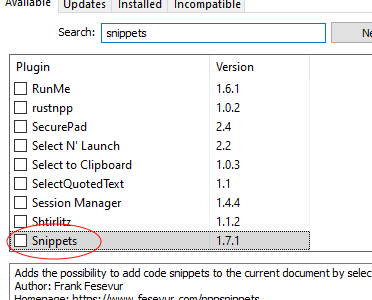 Available Updates Installed Incompatible
Search: snippets Ne
Plugin Version
RunMe 1.6.1
rustnpp 1.0.2
SecurePad 2.4
Select N' Launch 2.2
Select to Clipboard 1.0.3
SelectQuotedText 1.1
Session Manager 1.4.4
Shtirlitz 1.1.2
Snippets 1.7.1
Adds the possibility to add code snippets to the current document by selec
Author: Frank Fesevur
Homepage: https://www.fesevur.com/nppsnippets